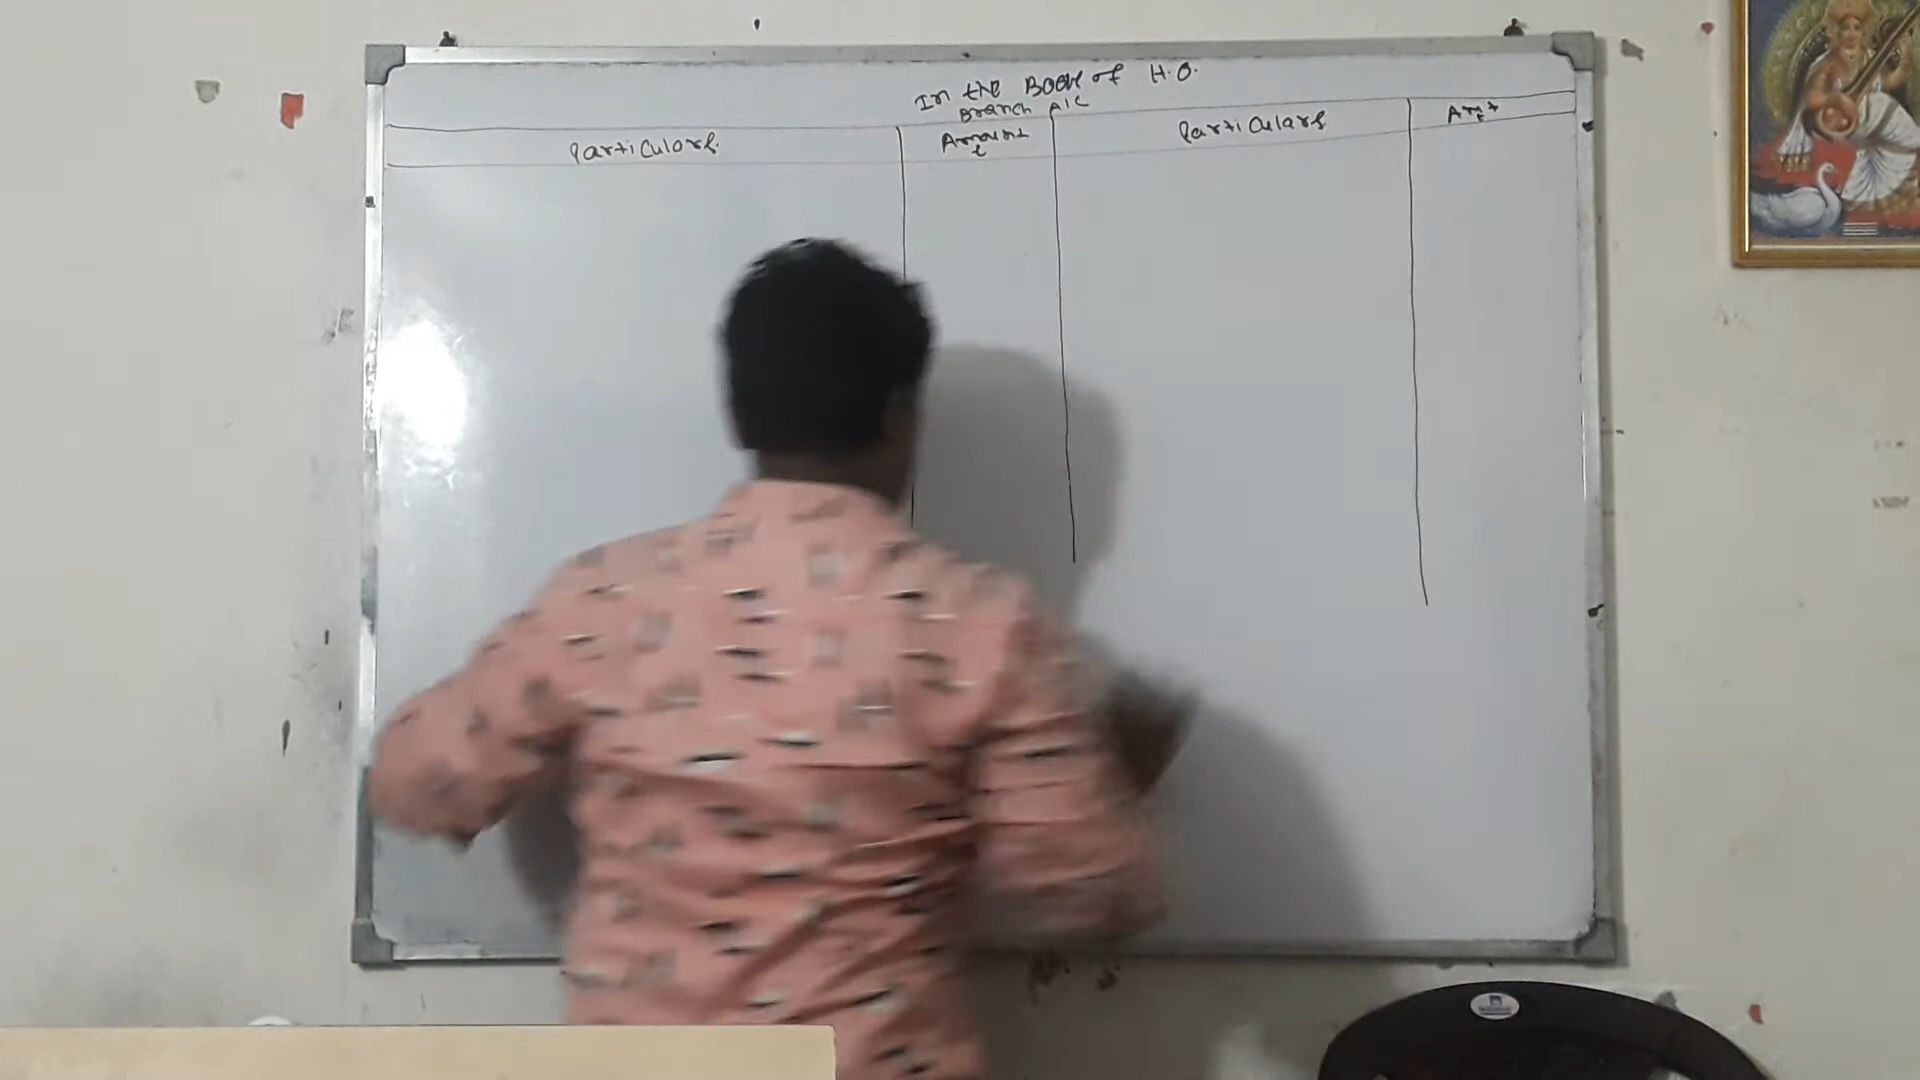 In the Book of H.O.
Branch A/C
Particulars. Amount Particulars Amt